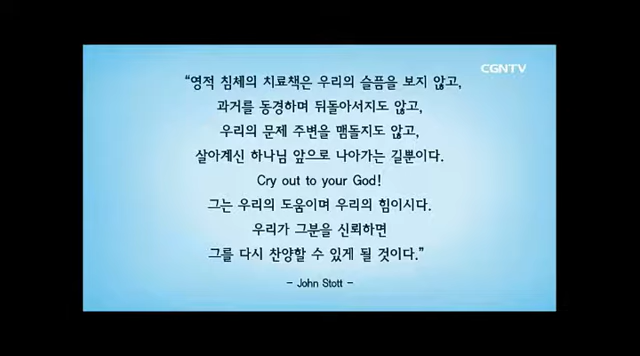 CGNTV
“영적 침체의 치료책은 우리의 슬픔을 보지 않고,
과거를 동경하며 뒤돌아서지도 않고,
우리의 문제 주변을 맴돌지도 않고,
살아계신 하나님 앞으로 나아가는 길뿐이다.
Cry out to your God!
그는 우리의 도움이며 우리의 힘이시다.
우리가 그분을 신뢰하면
그를 다시 찬양할 수 있게 될 것이다.”
- John Stott -